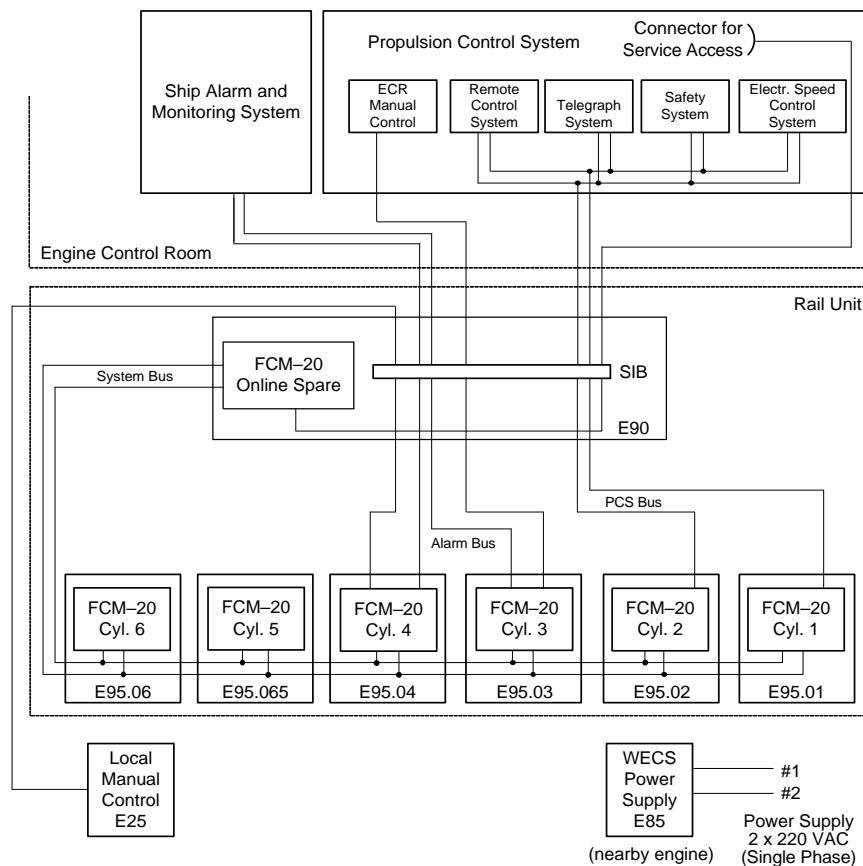 Propulsion Control System
Connector for
Service Access
Ship Alarm and
Monitoring System
ECR
Manual
Control
Remote
Control
System
Telegraph
System
Safety
System
Electr. Speed
Control
System
Engine Control Room
Rail Unit
FCM–20
Online Spare
System Bus
SIB
E90
PCS Bus
Alarm Bus
FCM–20
Cyl. 6
FCM–20
Cyl. 5
FCM–20
Cyl. 4
FCM–20
Cyl. 3
FCM–20
Cyl. 2
FCM–20
Cyl. 1
E95.06
E95.065
E95.04
E95.03
E95.02
E95.01
Local
Manual
Control
E25
WECS
Power
Supply
E85
(nearby engine)
#1
#2
Power Supply
2 x 220 VAC
(Single Phase)